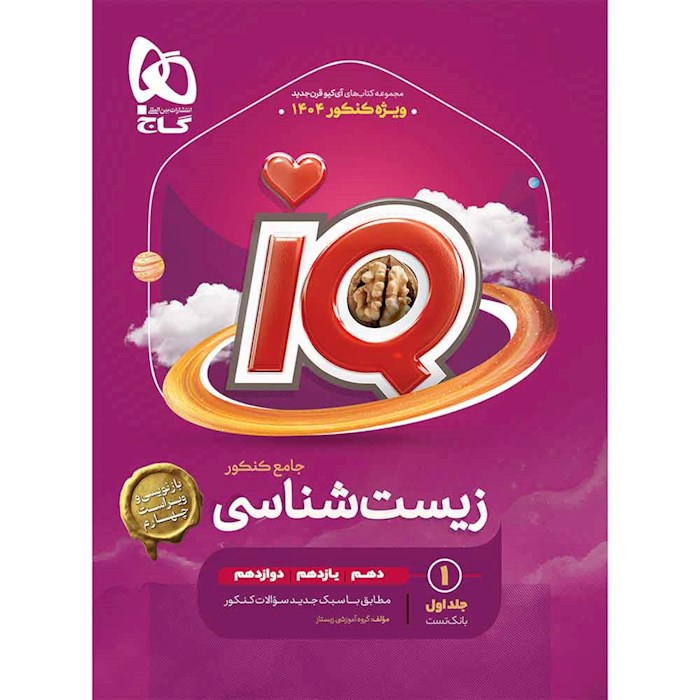 انتشارات بین‌المللی
گاج
مجموعه کتاب‌های آی‌کیو قرن جدید
ویژه کنکور ۱۴۰۴
iQ
جامع کنکور
زیست‌شناسی
بازنویسی و
ویراست
چهارم
۱
جلد اول
بانک تست
دهم | یازدهم | دوازدهم
مطابق با سبک جدید سؤالات کنکور
مؤلف: گروه آموزشی زیستاز